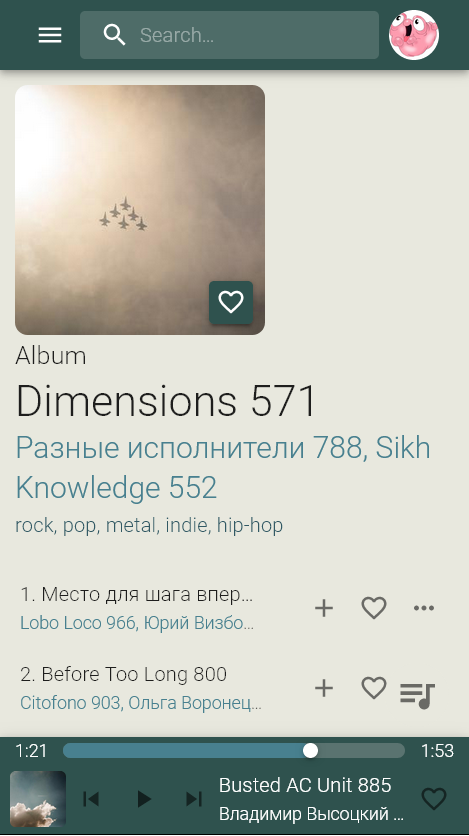 Search...
Album
Dimensions 571
Разные исполнители 788, Sikh
Knowledge 552
rock, pop, metal, indie, hip-hop
1. Место для шага впер...
Lobo Loco 966, Юрий Визбо...
2. Before Too Long 800
Citofono 903, Ольга Воронец...
1:21
1:53
Busted AC Unit 885
Владимир Высоцкий ...